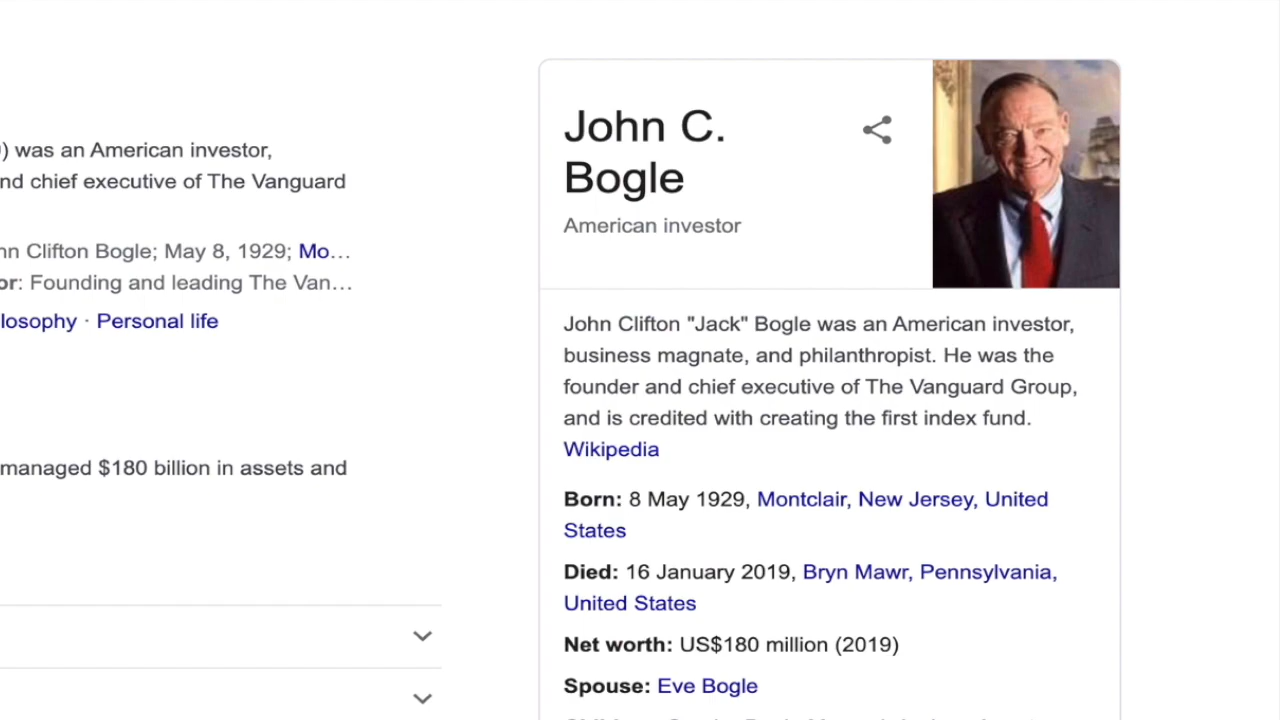 ) was an American investor,
nd chief executive of The Vanguard
nn Clifton Bogle; May 8, 1929; Mo...
or: Founding and leading The Van...
losophy · Personal life
managed $180 billion in assets and
John C.
Bogle
American investor
John Clifton "Jack" Bogle was an American investor,
business magnate, and philanthropist. He was the
founder and chief executive of The Vanguard Group,
and is credited with creating the first index fund.
Wikipedia
Born: 8 May 1929, Montclair, New Jersey, United
States
Died: 16 January 2019, Bryn Mawr, Pennsylvania,
United States
Net worth: US$180 million (2019)
Spouse: Eve Bogle